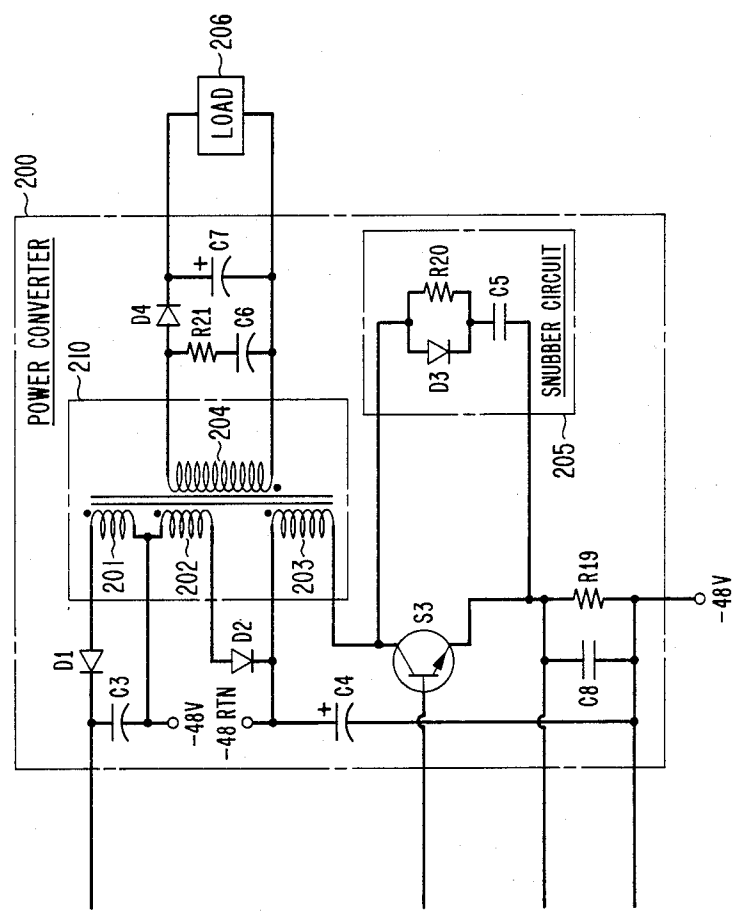 206
LOAD
200
POWER CONVERTER
C7
+
R20
D4
R21
C6
C5
210
D3
SNUBBER CIRCUIT
204
205
201
202
203
D1
D2
S3
R19
C3
-48V
-48 RTN
+
C4
C8
-48V